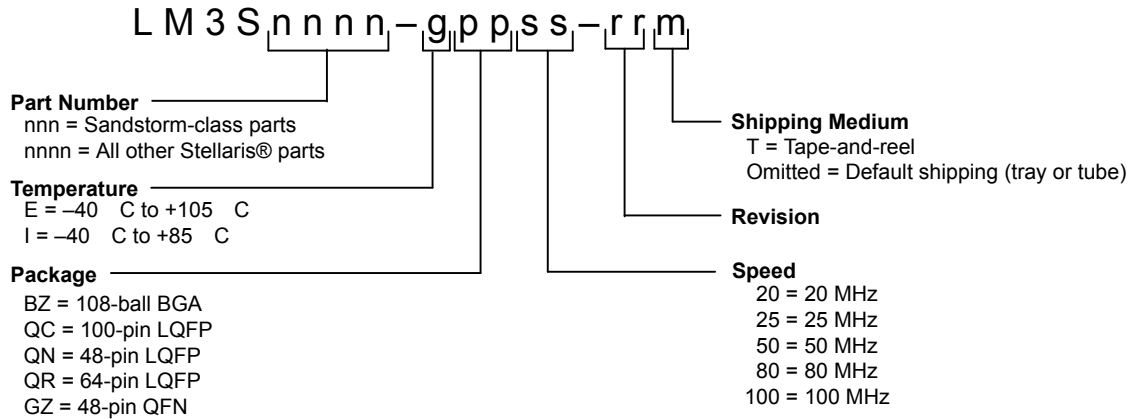 LM3Snnnn–gppss–rrm
Part Number
nnn = Sandstorm-class parts
nnnn = All other Stellaris® parts
Temperature
E = –40 C to +105 C
I = –40 C to +85 C
Package
BZ = 108-ball BGA
QC = 100-pin LQFP
QN = 48-pin LQFP
QR = 64-pin LQFP
GZ = 48-pin QFN
Shipping Medium
T = Tape-and-reel
Omitted = Default shipping (tray or tube)
Revision
Speed
20 = 20 MHz
25 = 25 MHz
50 = 50 MHz
80 = 80 MHz
100 = 100 MHz